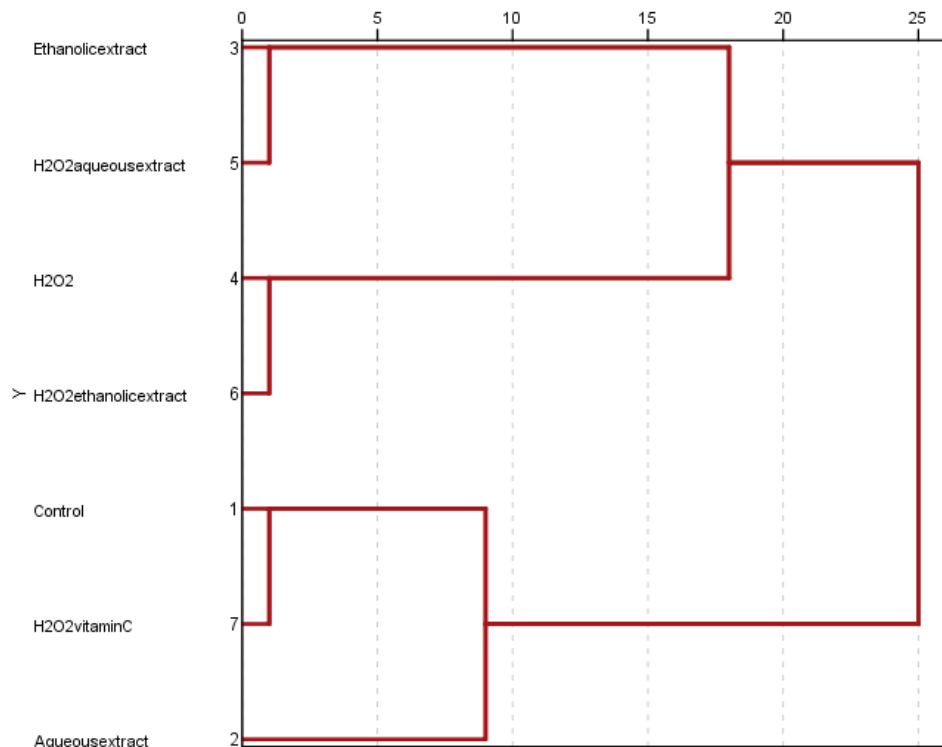 0 5 10 15 20 25
Ethanolicextract 3
H2O2aqueousextract 5
H2O2 4
Y H2O2ethanolicextract 6
Control 1
H2O2vitaminC 7
Aqueousextract 2